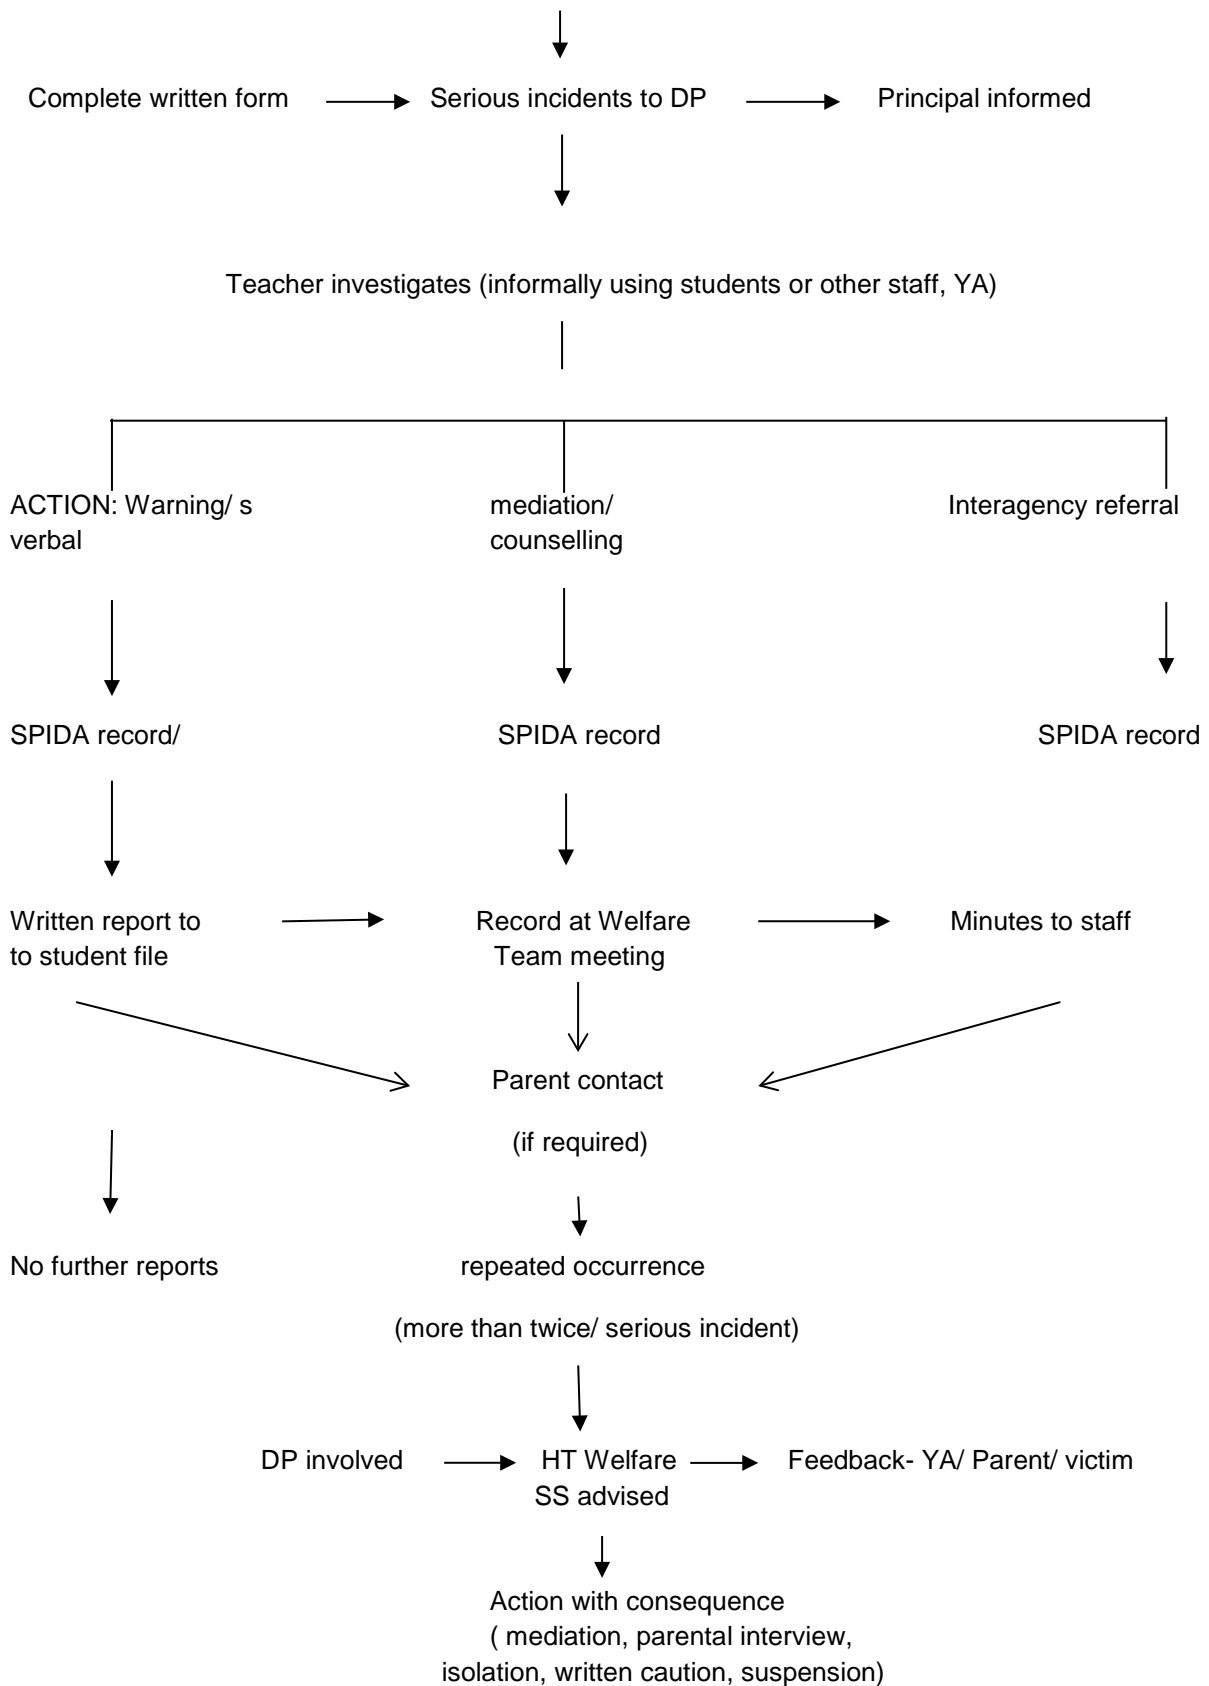 Complete written form
Serious incidents to DP
Principal informed
Teacher investigates (informally using students or other staff, YA)
ACTION: Warning/ s
verbal
mediation/
counselling
Interagency referral
SPIDA record/
SPIDA record
SPIDA record
Written report to
to student file
Record at Welfare
Team meeting
Minutes to staff
Parent contact
(if required)
No further reports
repeated occurrence
(more than twice/ serious incident)
DP involved
HT Welfare
SS advised
Feedback- YA/ Parent/ victim
Action with consequence
( mediation, parental interview,
isolation, written caution, suspension)